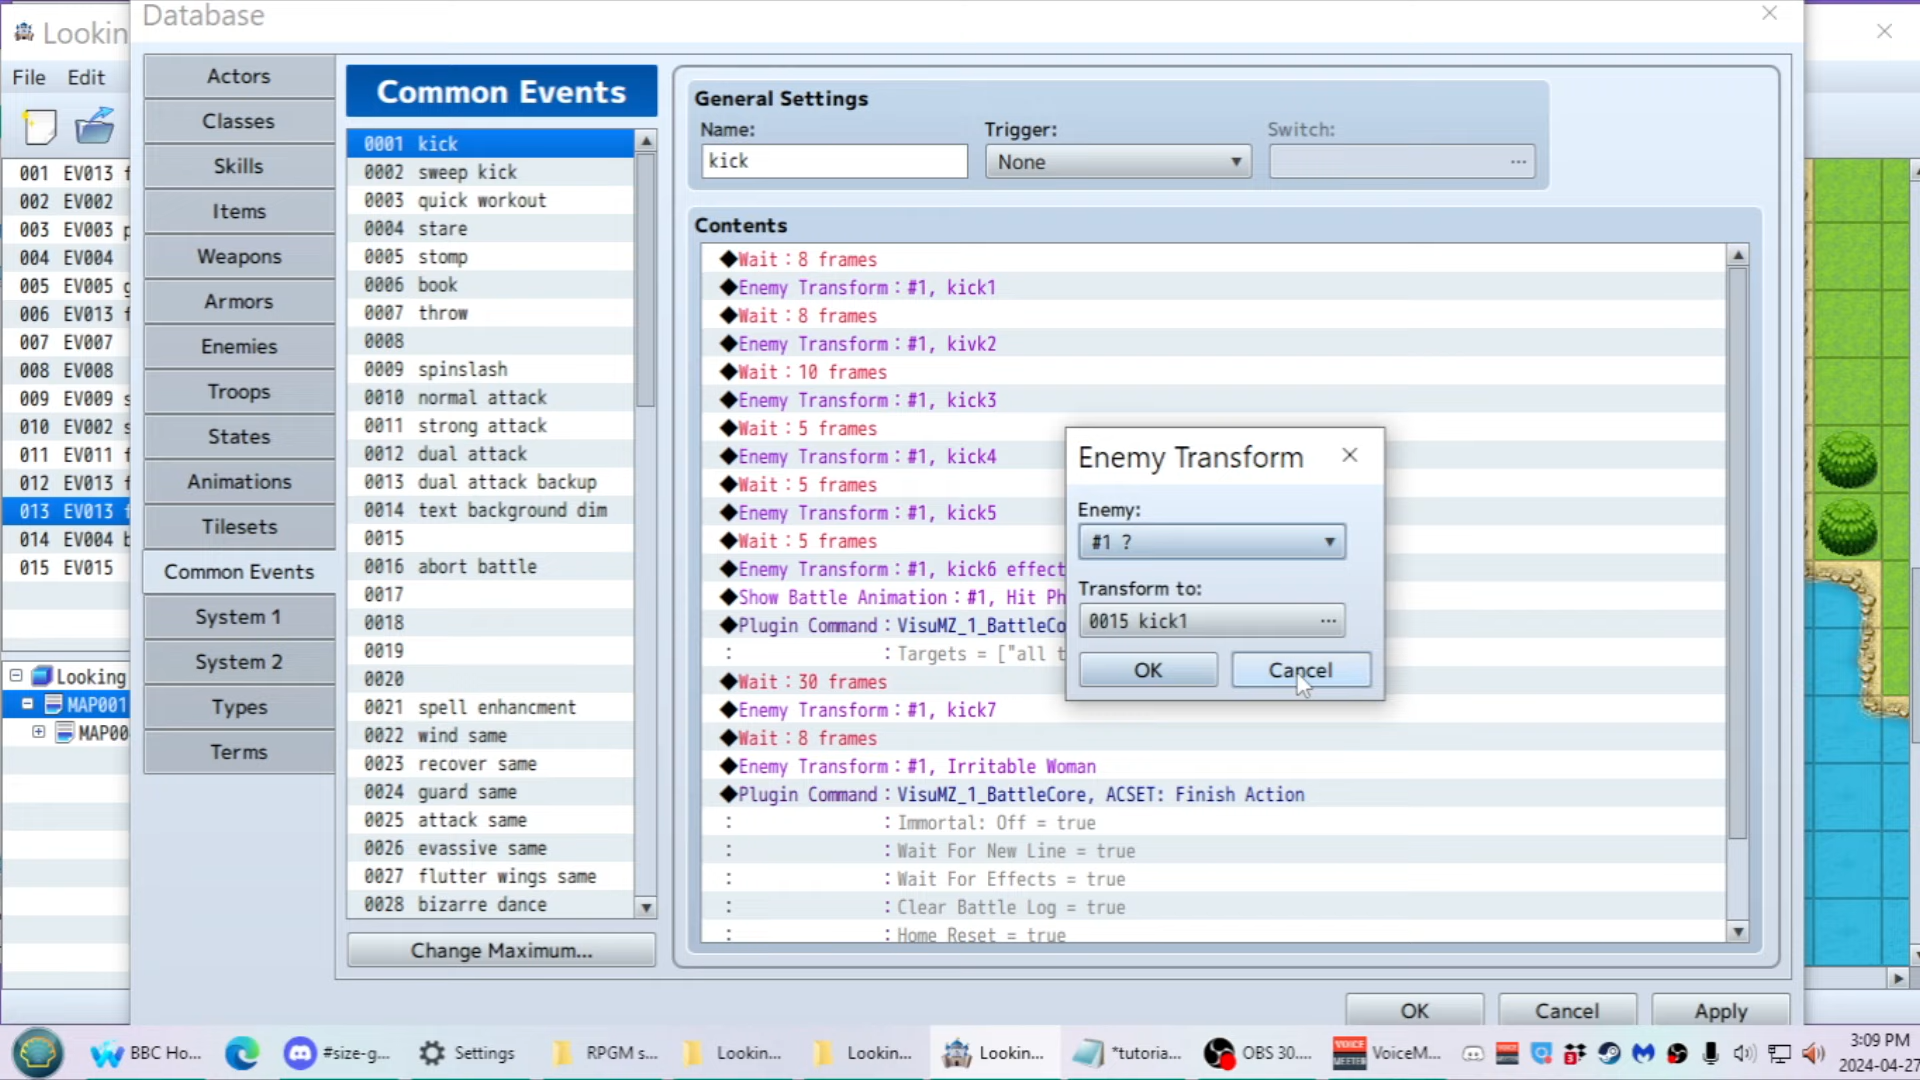 Database
Lookin
File Edit
001 EV013 f
002 EV002
003 EV003 p
004 EV004
005 EV005 g
006 EV013 f
007 EV007
008 EV008
009 EV009 s
010 EV002 s
011 EV011 f
012 EV013 f
013 EV013 f
014 EV004 b
015 EV015
Looking
MAP001
MAP00
Actors
Classes
Skills
Items
Weapons
Armors
Enemies
Troops
States
Animations
Tilesets
Common Events
System 1
System 2
Types
Terms
Common Events
0001 kick
0002 sweep kick
0003 quick workout
0004 stare
0005 stomp
0006 book
0007 throw
0008
0009 spinslash
0010 normal attack
0011 strong attack
0012 dual attack
0013 dual attack backup
0014 text background dim
0015
0016 abort battle
0017
0018
0019
0020
0021 spell enhancment
0022 wind same
0023 recover same
0024 guard same
0025 attack same
0026 evassive same
0027 flutter wings same
0028 bizarre dance
Change Maximum...
General Settings
Name: Trigger: Switch:
kick None ...
Contents
◆Wait：8 frames
◆Enemy Transform：#1, kick1
◆Wait：8 frames
◆Enemy Transform：#1, kivk2
◆Wait：10 frames
◆Enemy Transform：#1, kick3
◆Wait：5 frames
◆Enemy Transform：#1, kick4
◆Wait：5 frames
◆Enemy Transform：#1, kick5
◆Wait：5 frames
◆Enemy Transform：#1, kick6 effect
◆Show Battle Animation：#1, Hit Ph
◆Plugin Command：VisuMZ_1_BattleCo
： ：Targets = ["all t
◆Wait：30 frames
◆Enemy Transform：#1, kick7
◆Wait：8 frames
◆Enemy Transform：#1, Irritable Woman
◆Plugin Command：VisuMZ_1_BattleCore, ACSET: Finish Action
： ：Immortal: Off = true
： ：Wait For New Line = true
： ：Wait For Effects = true
： ：Clear Battle Log = true
： ：Home Reset = true
Enemy Transform
Enemy:
#1 ?
Transform to:
0015 kick1 ...
OK Cancel
OK Cancel Apply
BBC Ho... #size-g... Settings RPGM s... Lookin... Lookin... Lookin... *tutoria... OBS 30.... VOICE MEETER VoiceM... 3:09 PM
2024-04-27